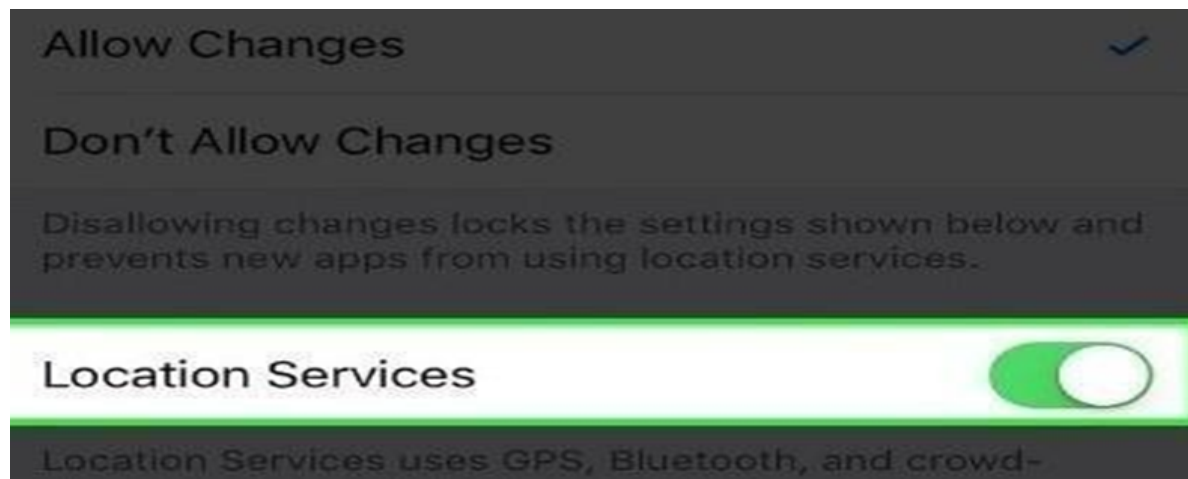 Allow Changes
Don't Allow Changes
Disallowing changes locks the settings shown below and
prevents new apps from using location services.
Location Services
Location Services uses GPS, Bluetooth, and crowd-